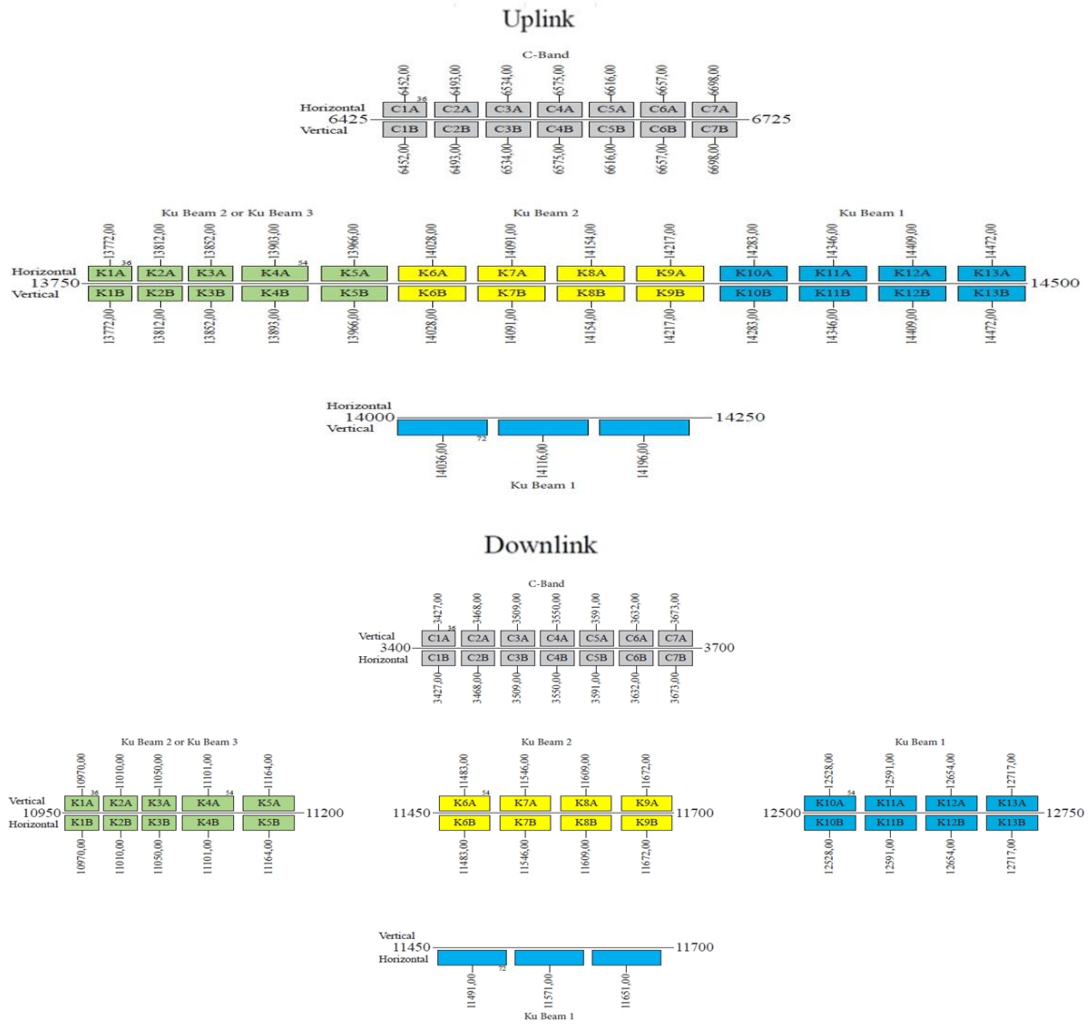 Uplink
C-Band
6452,00 6493,00 6534,00 6575,00 6616,00 6657,00 6698,00
36
Horizontal C1A C2A C3A C4A C5A C6A C7A
6425 6725
Vertical C1B C2B C3B C4B C5B C6B C7B
6452,00 6493,00 6534,00 6575,00 6616,00 6657,00 6698,00
Ku Beam 2 or Ku Beam 3 Ku Beam 2 Ku Beam 1
13772,00 13812,00 13852,00 13903,00 13966,00 14028,00 14091,00 14154,00 14217,00 14283,00 14346,00 14409,00 14472,00
36 54
Horizontal K1A K2A K3A K4A K5A K6A K7A K8A K9A K10A K11A K12A K13A
13750 14500
Vertical K1B K2B K3B K4B K5B K6B K7B K8B K9B K10B K11B K12B K13B
13772,00 13812,00 13852,00 13893,00 13966,00 14028,00 14091,00 14154,00 14217,00 14283,00 14346,00 14409,00 14472,00
Horizontal
14000 14250
Vertical
72
14036,00 14116,00 14196,00
Ku Beam 1
Downlink
C-Band
3427,00 3468,00 3509,00 3550,00 3591,00 3632,00 3673,00
36
Vertical C1A C2A C3A C4A C5A C6A C7A
3400 3700
Horizontal C1B C2B C3B C4B C5B C6B C7B
3427,00 3468,00 3509,00 3550,00 3591,00 3632,00 3673,00
Ku Beam 2 or Ku Beam 3 Ku Beam 2 Ku Beam 1
10970,00 11010,00 11050,00 11101,00 11164,00 11483,00 11546,00 11609,00 11672,00 12528,00 12591,00 12654,00 12717,00
36 54 54 54
Vertical K1A K2A K3A K4A K5A K6A K7A K8A K9A K10A K11A K12A K13A
10950 11200 11450 11700 12500 12750
Horizontal K1B K2B K3B K4B K5B K6B K7B K8B K9B K10B K11B K12B K13B
10970,00 11010,00 11050,00 11101,00 11164,00 11483,00 11546,00 11609,00 11672,00 12528,00 12591,00 12654,00 12717,00
Vertical
11450 11700
Horizontal
72
11491,00 11571,00 11651,00
Ku Beam 1